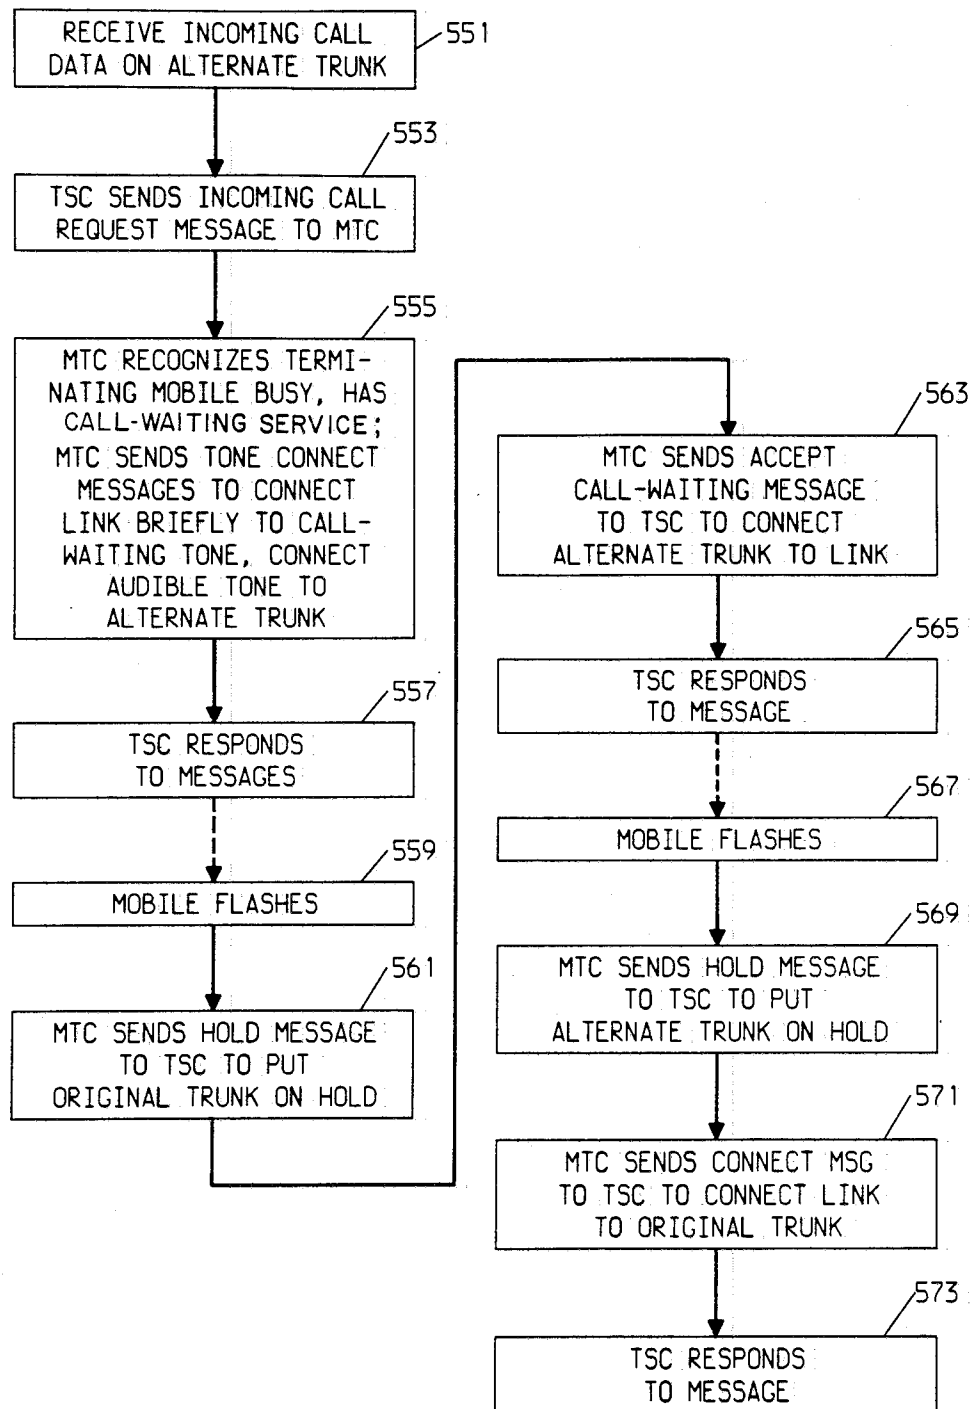 RECEIVE INCOMING CALL
DATA ON ALTERNATE TRUNK
551
553
TSC SENDS INCOMING CALL
REQUEST MESSAGE TO MTC
555
MTC RECOGNIZES TERMI-
NATING MOBILE BUSY, HAS
CALL-WAITING SERVICE;
MTC SENDS TONE CONNECT
MESSAGES TO CONNECT
LINK BRIEFLY TO CALL-
WAITING TONE, CONNECT
AUDIBLE TONE TO
ALTERNATE TRUNK
557
TSC RESPONDS
TO MESSAGES
559
MOBILE FLASHES
561
MTC SENDS HOLD MESSAGE
TO TSC TO PUT
ORIGINAL TRUNK ON HOLD
563
MTC SENDS ACCEPT
CALL-WAITING MESSAGE
TO TSC TO CONNECT
ALTERNATE TRUNK TO LINK
565
TSC RESPONDS
TO MESSAGE
567
MOBILE FLASHES
569
MTC SENDS HOLD MESSAGE
TO TSC TO PUT
ALTERNATE TRUNK ON HOLD
571
MTC SENDS CONNECT MSG
TO TSC TO CONNECT LINK
TO ORIGINAL TRUNK
573
TSC RESPONDS
TO MESSAGE